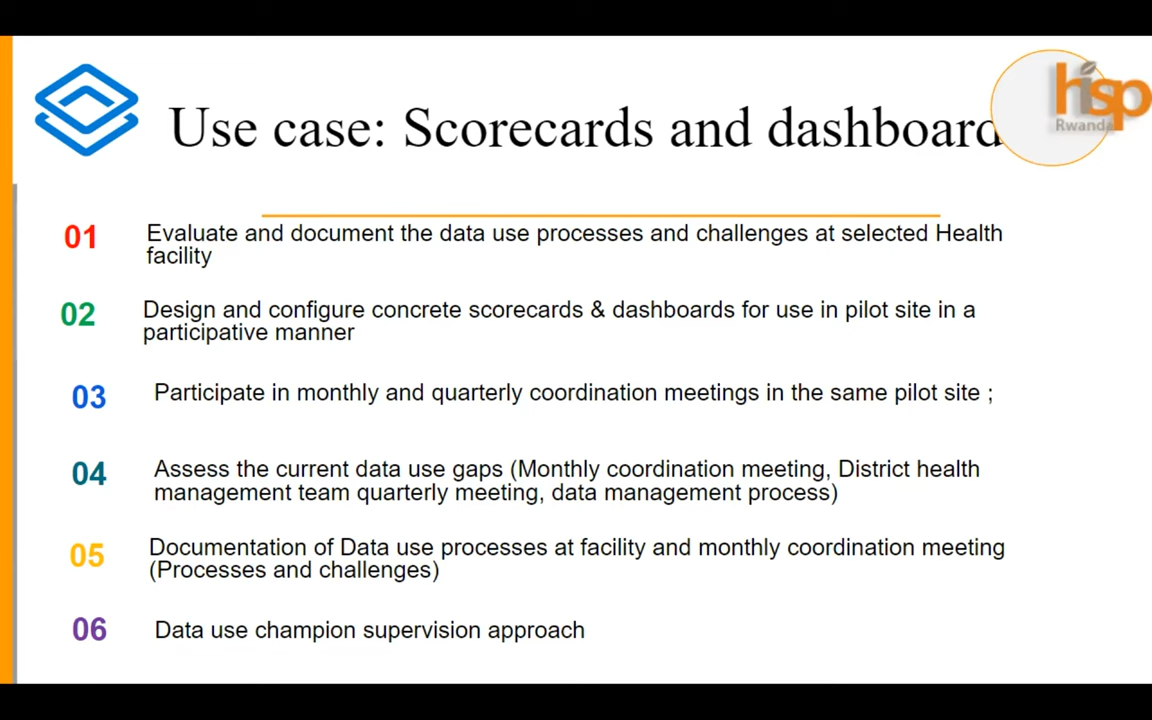 hisp
Rwanda
Use case: Scorecards and dashboard
01
Evaluate and document the data use processes and challenges at selected Health
facility
02
Design and configure concrete scorecards & dashboards for use in pilot site in a
participative manner
03
Participate in monthly and quarterly coordination meetings in the same pilot site ;
04
Assess the current data use gaps (Monthly coordination meeting, District health
management team quarterly meeting, data management process)
05
Documentation of Data use processes at facility and monthly coordination meeting
(Processes and challenges)
06
Data use champion supervision approach